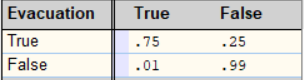 Evacuation True False
True .75 .25
False .01 .99